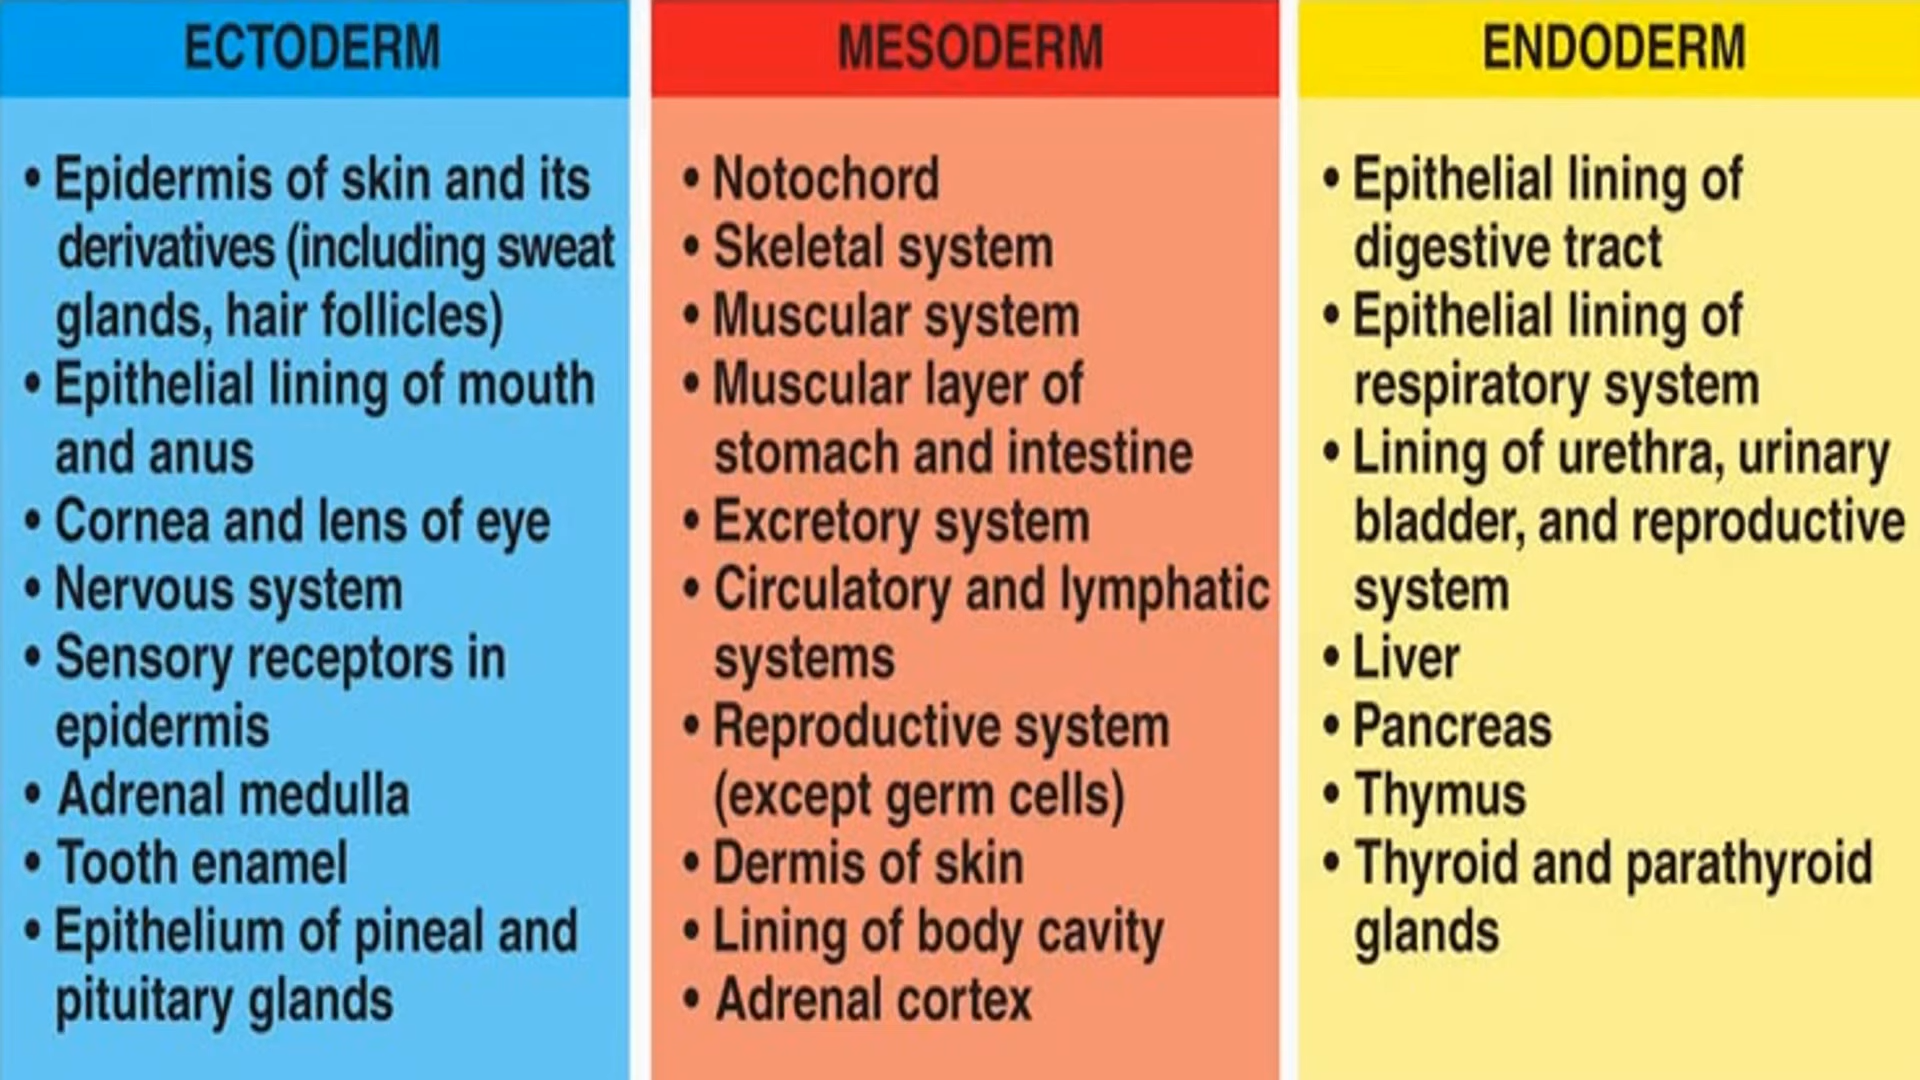 ECTODERM
• Epidermis of skin and its
derivatives (including sweat
glands, hair follicles)
• Epithelial lining of mouth
and anus
• Cornea and lens of eye
• Nervous system
• Sensory receptors in
epidermis
• Adrenal medulla
• Tooth enamel
• Epithelium of pineal and
pituitary glands
MESODERM
• Notochord
• Skeletal system
• Muscular system
• Muscular layer of
stomach and intestine
• Excretory system
• Circulatory and lymphatic
systems
• Reproductive system
(except germ cells)
• Dermis of skin
• Lining of body cavity
• Adrenal cortex
ENDODERM
• Epithelial lining of
digestive tract
• Epithelial lining of
respiratory system
• Lining of urethra, urinary
bladder, and reproductive
system
• Liver
• Pancreas
• Thymus
• Thyroid and parathyroid
glands